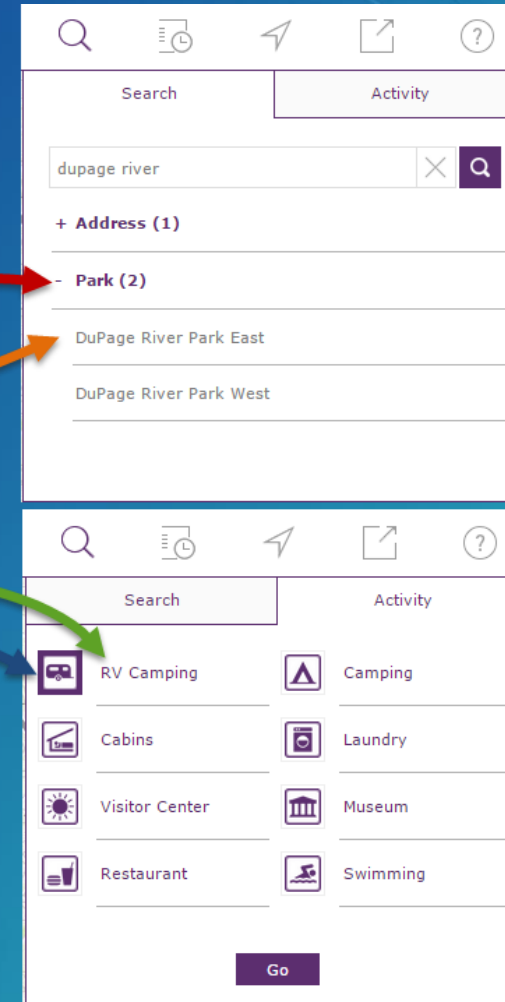 ?
Search Activity
dupage river
+ Address (1)
- Park (2)
DuPage River Park East
DuPage River Park West
?
Search Activity
RV Camping Camping
Cabins Laundry
Visitor Center Museum
Restaurant Swimming
Go